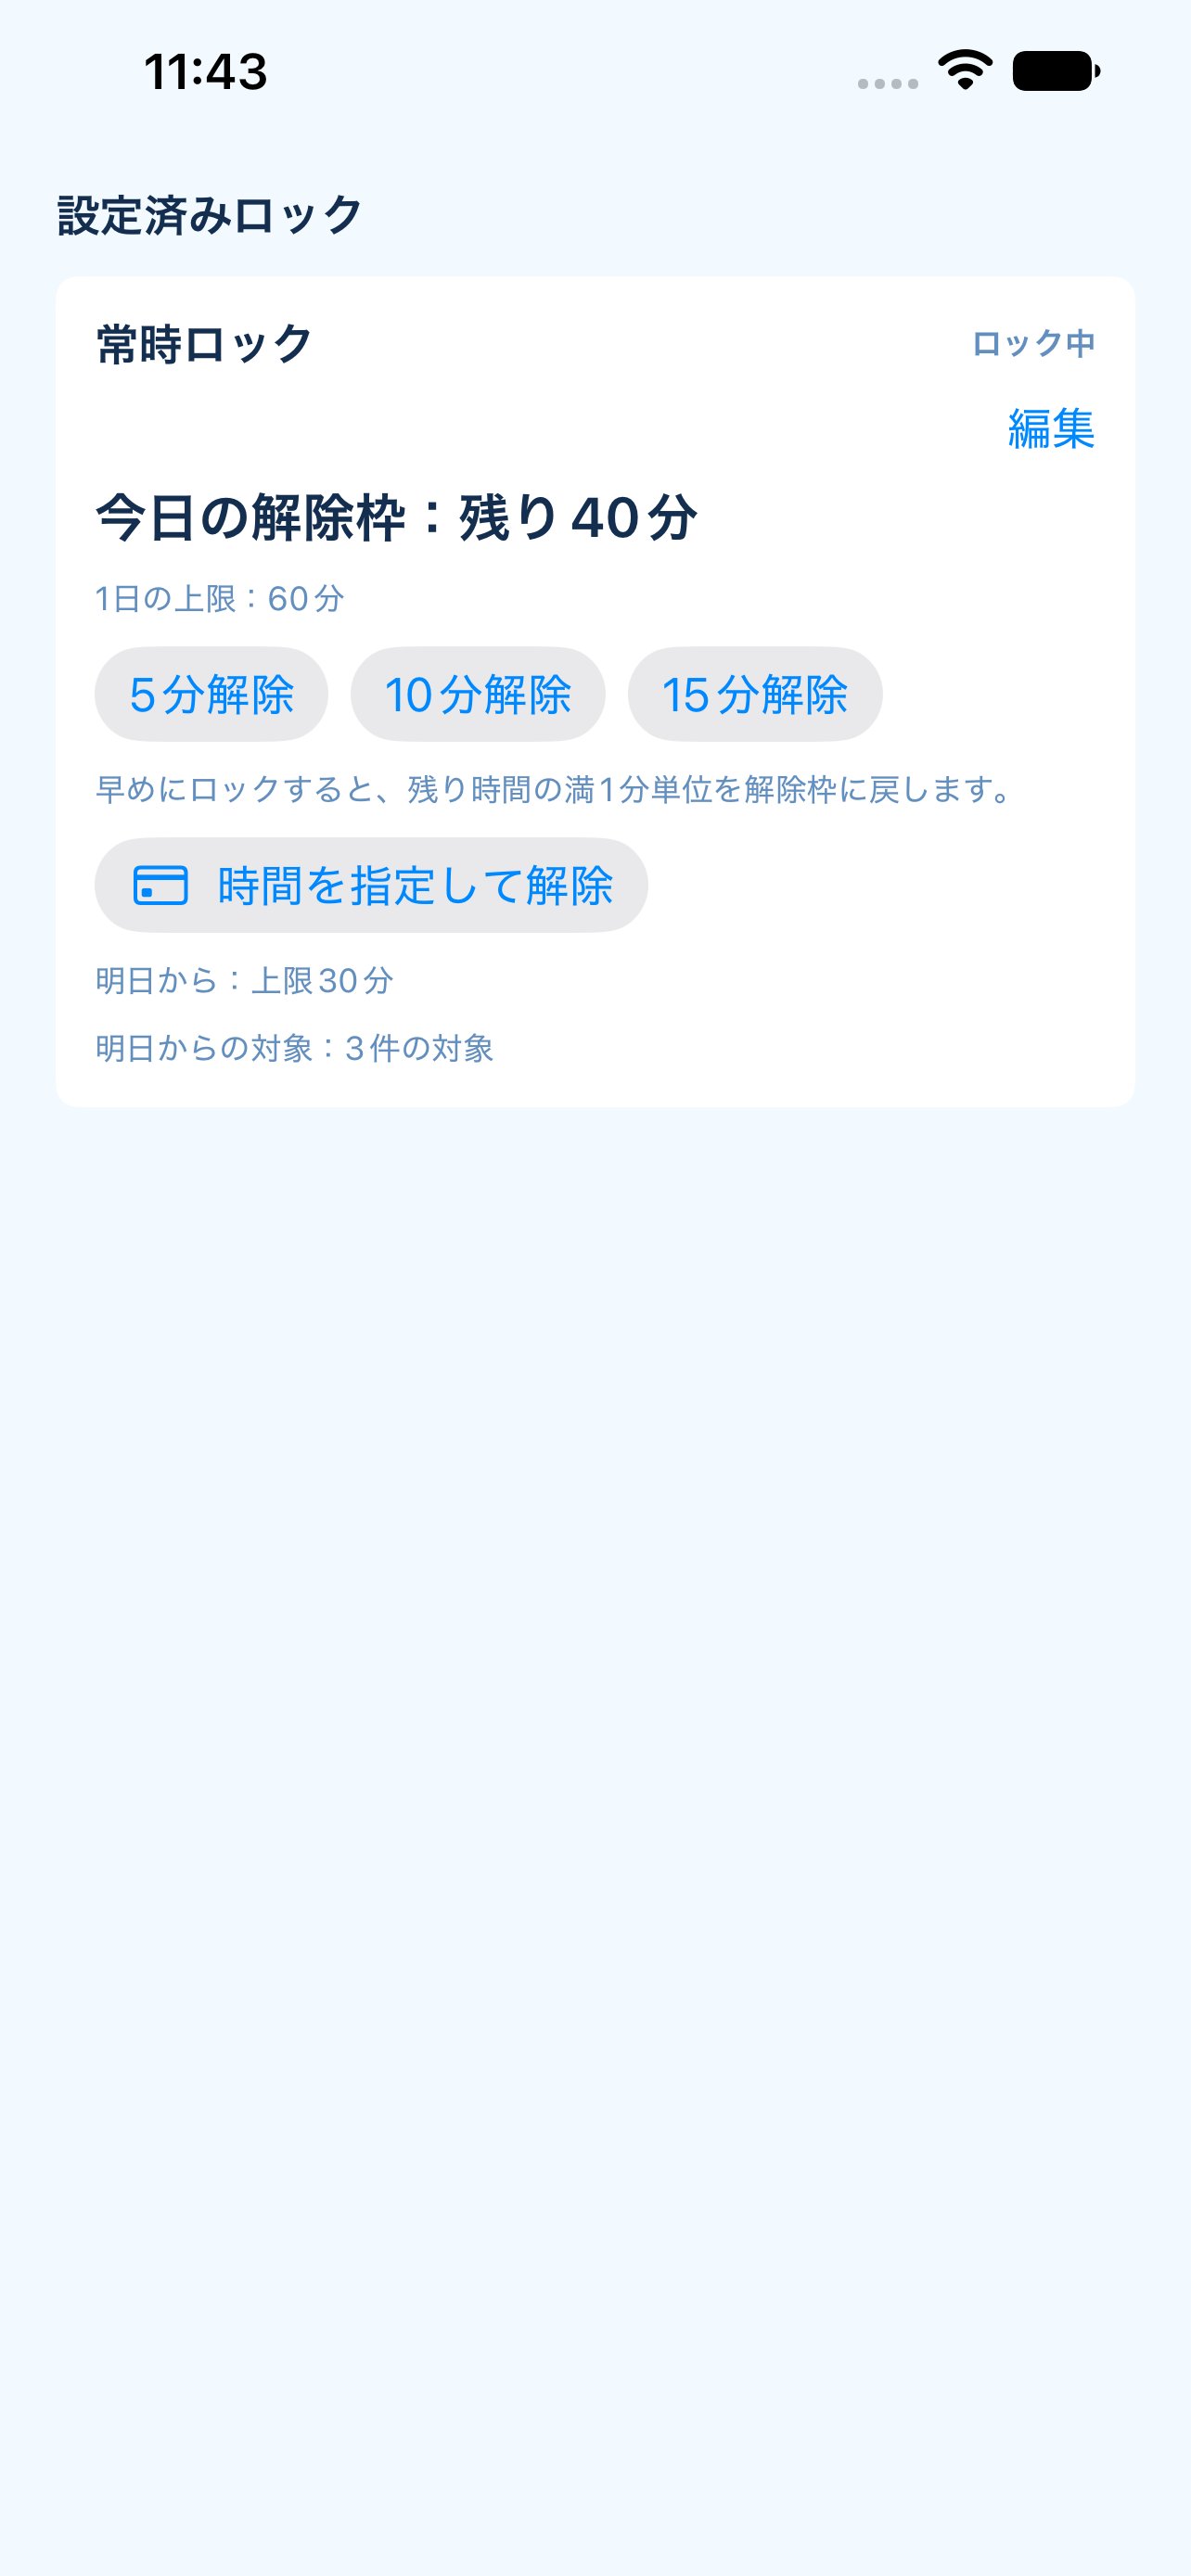 11:43
設定済みロック
常時ロック
ロック中
編集
今日の解除枠：残り40分
1日の上限：60分
5分解除
10分解除
15分解除
早めにロックすると、残り時間の満1分単位を解除枠に戻します。
時間を指定して解除
明日から：上限30分
明日からの対象：3件の対象